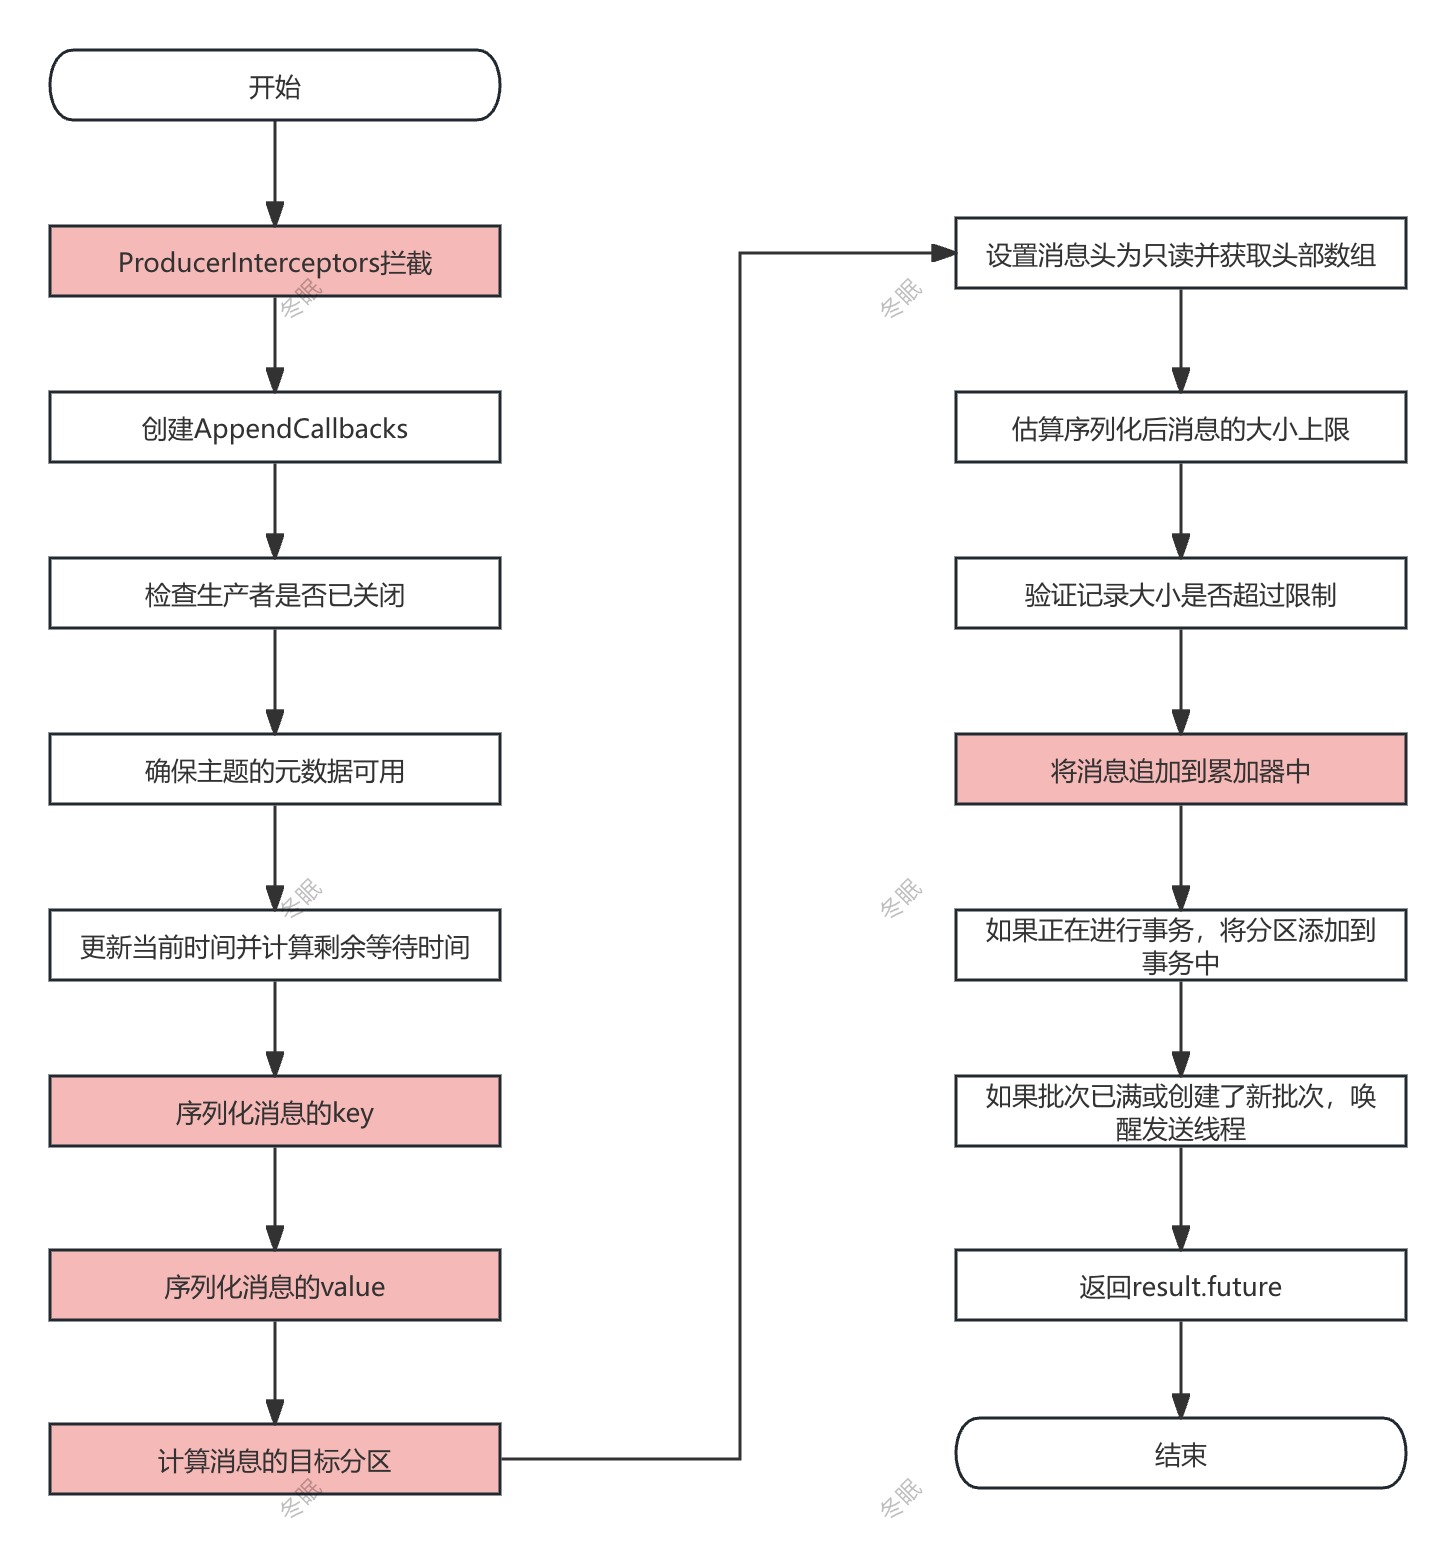 开始
ProducerInterceptors拦截
创建AppendCallbacks
检查生产者是否已关闭
确保主题的元数据可用
更新当前时间并计算剩余等待时间
序列化消息的key
序列化消息的value
计算消息的目标分区
设置消息头为只读并获取头部数组
估算序列化后消息的大小上限
验证记录大小是否超过限制
将消息追加到累加器中
如果正在进行事务，将分区添加到
事务中
如果批次已满或创建了新批次，唤
醒发送线程
返回result.future
结束
冬眠
冬眠
冬眠
冬眠
冬眠
冬眠